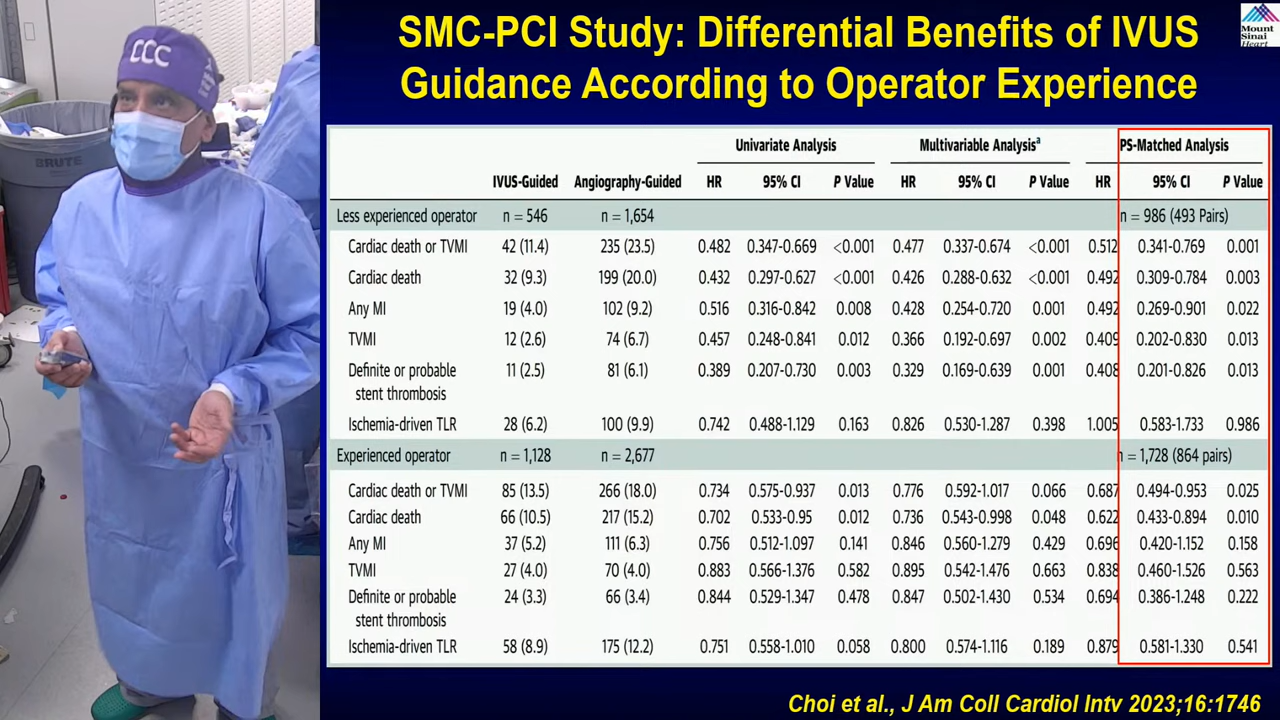 SMC-PCI Study: Differential Benefits of IVUS
Guidance According to Operator Experience
Mount
Sinai
Heart
CCC
BRUTE
Univariate Analysis Multivariable Analysisᵃ PS-Matched Analysis
IVUS-Guided Angiography-Guided HR 95% CI P Value HR 95% CI P Value HR 95% CI P Value
Less experienced operator n = 546 n = 1,654 n = 986 (493 Pairs)
Cardiac death or TVMI 42 (11.4) 235 (23.5) 0.482 0.347-0.669 <0.001 0.477 0.337-0.674 <0.001 0.512 0.341-0.769 0.001
Cardiac death 32 (9.3) 199 (20.0) 0.432 0.297-0.627 <0.001 0.426 0.288-0.632 <0.001 0.492 0.309-0.784 0.003
Any MI 19 (4.0) 102 (9.2) 0.516 0.316-0.842 0.008 0.428 0.254-0.720 0.001 0.492 0.269-0.901 0.022
TVMI 12 (2.6) 74 (6.7) 0.457 0.248-0.841 0.012 0.366 0.192-0.697 0.002 0.409 0.202-0.830 0.013
Definite or probable 11 (2.5) 81 (6.1) 0.389 0.207-0.730 0.003 0.329 0.169-0.639 0.001 0.408 0.201-0.826 0.013
stent thrombosis
Ischemia-driven TLR 28 (6.2) 100 (9.9) 0.742 0.488-1.129 0.163 0.826 0.530-1.287 0.398 1.005 0.583-1.733 0.986
Experienced operator n = 1,128 n = 2,677 n = 1,728 (864 pairs)
Cardiac death or TVMI 85 (13.5) 266 (18.0) 0.734 0.575-0.937 0.013 0.776 0.592-1.017 0.066 0.687 0.494-0.953 0.025
Cardiac death 66 (10.5) 217 (15.2) 0.702 0.533-0.95 0.012 0.736 0.543-0.998 0.048 0.622 0.433-0.894 0.010
Any MI 37 (5.2) 111 (6.3) 0.756 0.512-1.097 0.141 0.846 0.560-1.279 0.429 0.696 0.420-1.152 0.158
TVMI 27 (4.0) 70 (4.0) 0.883 0.566-1.376 0.582 0.895 0.542-1.476 0.663 0.838 0.460-1.526 0.563
Definite or probable 24 (3.3) 66 (3.4) 0.844 0.529-1.347 0.478 0.847 0.502-1.430 0.534 0.694 0.386-1.248 0.222
stent thrombosis
Ischemia-driven TLR 58 (8.9) 175 (12.2) 0.751 0.558-1.010 0.058 0.800 0.574-1.116 0.189 0.879 0.581-1.330 0.541
Choi et al., J Am Coll Cardiol Intv 2023;16:1746